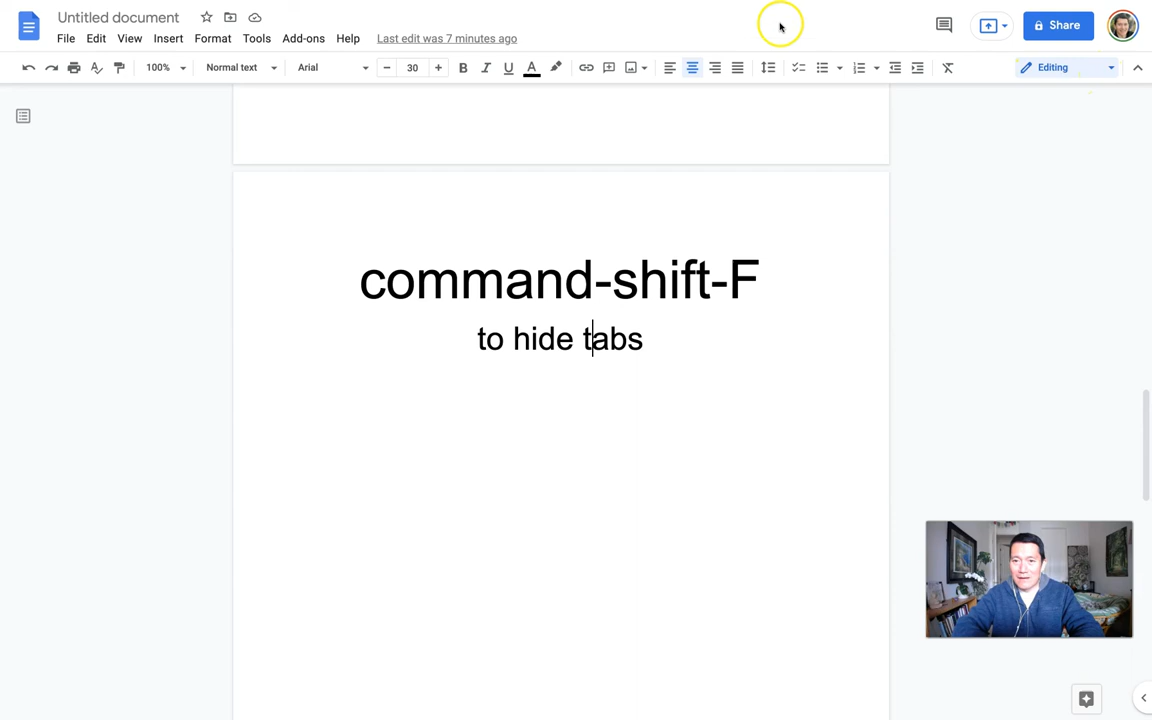 Untitled document
File Edit View Insert Format Tools Add-ons Help Last edit was 7 minutes ago
Share
100% Normal text Arial 30 B I U A Editing
command-shift-F
to hide tabs